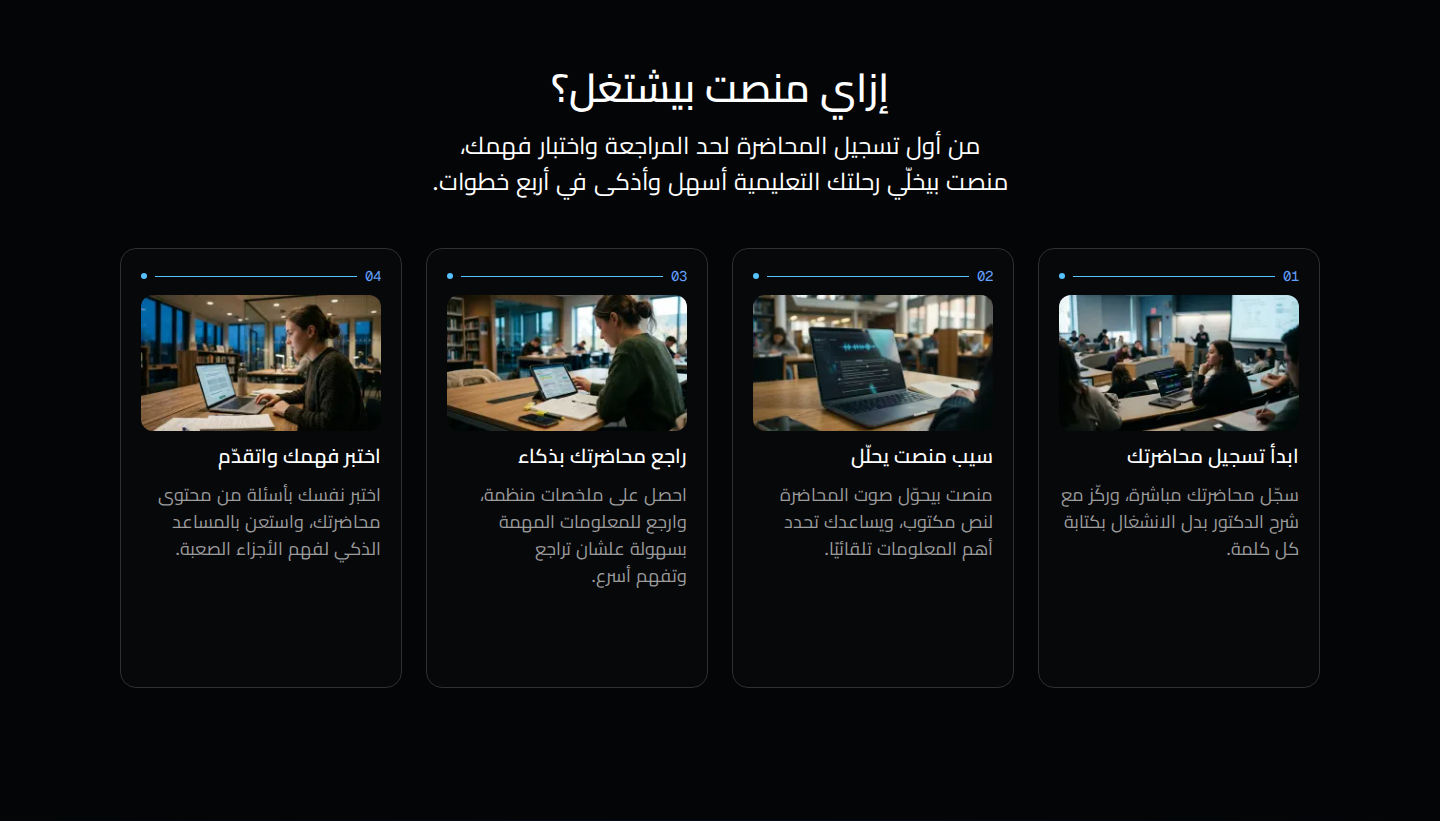 إزاي منصت بيشتغل؟
من أول تسجيل المحاضرة لحد المراجعة واختبار فهمك،
منصت بيخلّي رحلتك التعليمية أسهل وأذكى في أربع خطوات.
01
ابدأ تسجيل محاضرتك
سجّل محاضرتك مباشرة، وركّز مع
شرح الدكتور بدل الانشغال بكتابة
كل كلمة.
02
سيب منصت يحلّل
منصت بيحوّل صوت المحاضرة
لنص مكتوب، ويساعدك تحدد
أهم المعلومات تلقائيًا.
03
راجع محاضرتك بذكاء
احصل على ملخصات منظمة،
وارجع للمعلومات المهمة
بسهولة علشان تراجع
وتفهم أسرع.
04
اختبر فهمك واتقدّم
اختبر نفسك بأسئلة من محتوى
محاضرتك، واستعن بالمساعد
الذكي لفهم الأجزاء الصعبة.